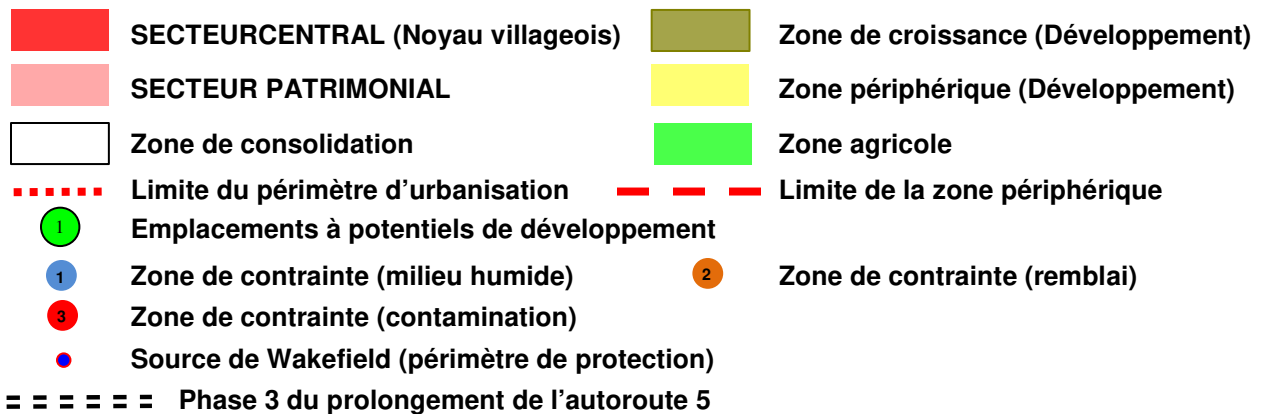 SECTEURCENTRAL (Noyau villageois)
Zone de croissance (Développement)
SECTEUR PATRIMONIAL
Zone périphérique (Développement)
Zone de consolidation
Zone agricole
Limite du périmètre d'urbanisation
Limite de la zone périphérique
1 Emplacements à potentiels de développement
1 Zone de contrainte (milieu humide)
2 Zone de contrainte (remblai)
3 Zone de contrainte (contamination)
Source de Wakefield (périmètre de protection)
Phase 3 du prolongement de l'autoroute 5